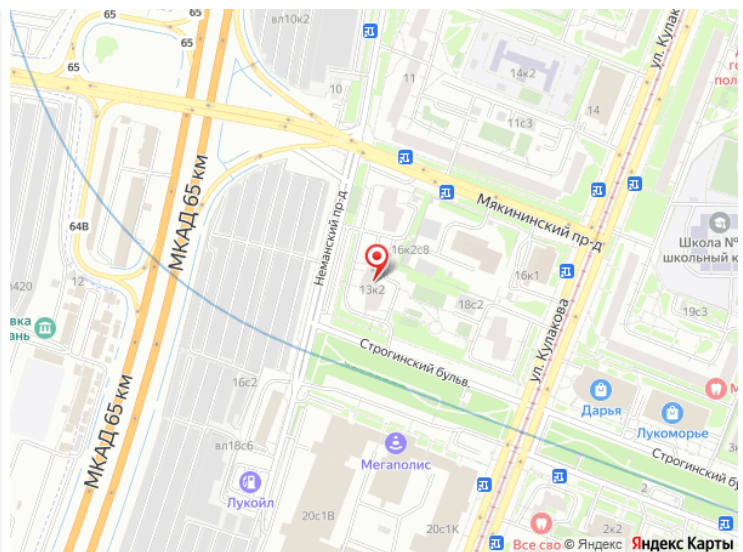 65
65
65
вл10к2
10
11
14к2
14
11с3
ул. Кулакова
МКАД 65 км
64В
12
Неманский пр-д
Мякининский пр-д
16к2с8
16к1
13к2
18с2
Школа №
школьный к
19с3
Строгинский бульв.
ул. Кулакова
16с2
МКАД 65 км
вл18с6
Лукойл
Мегаполис
20с1В
20с1К
Дарья
Лукоморье
Строгинский бу
2
2к2
Все сво
© Яндекс Яндекс Карты